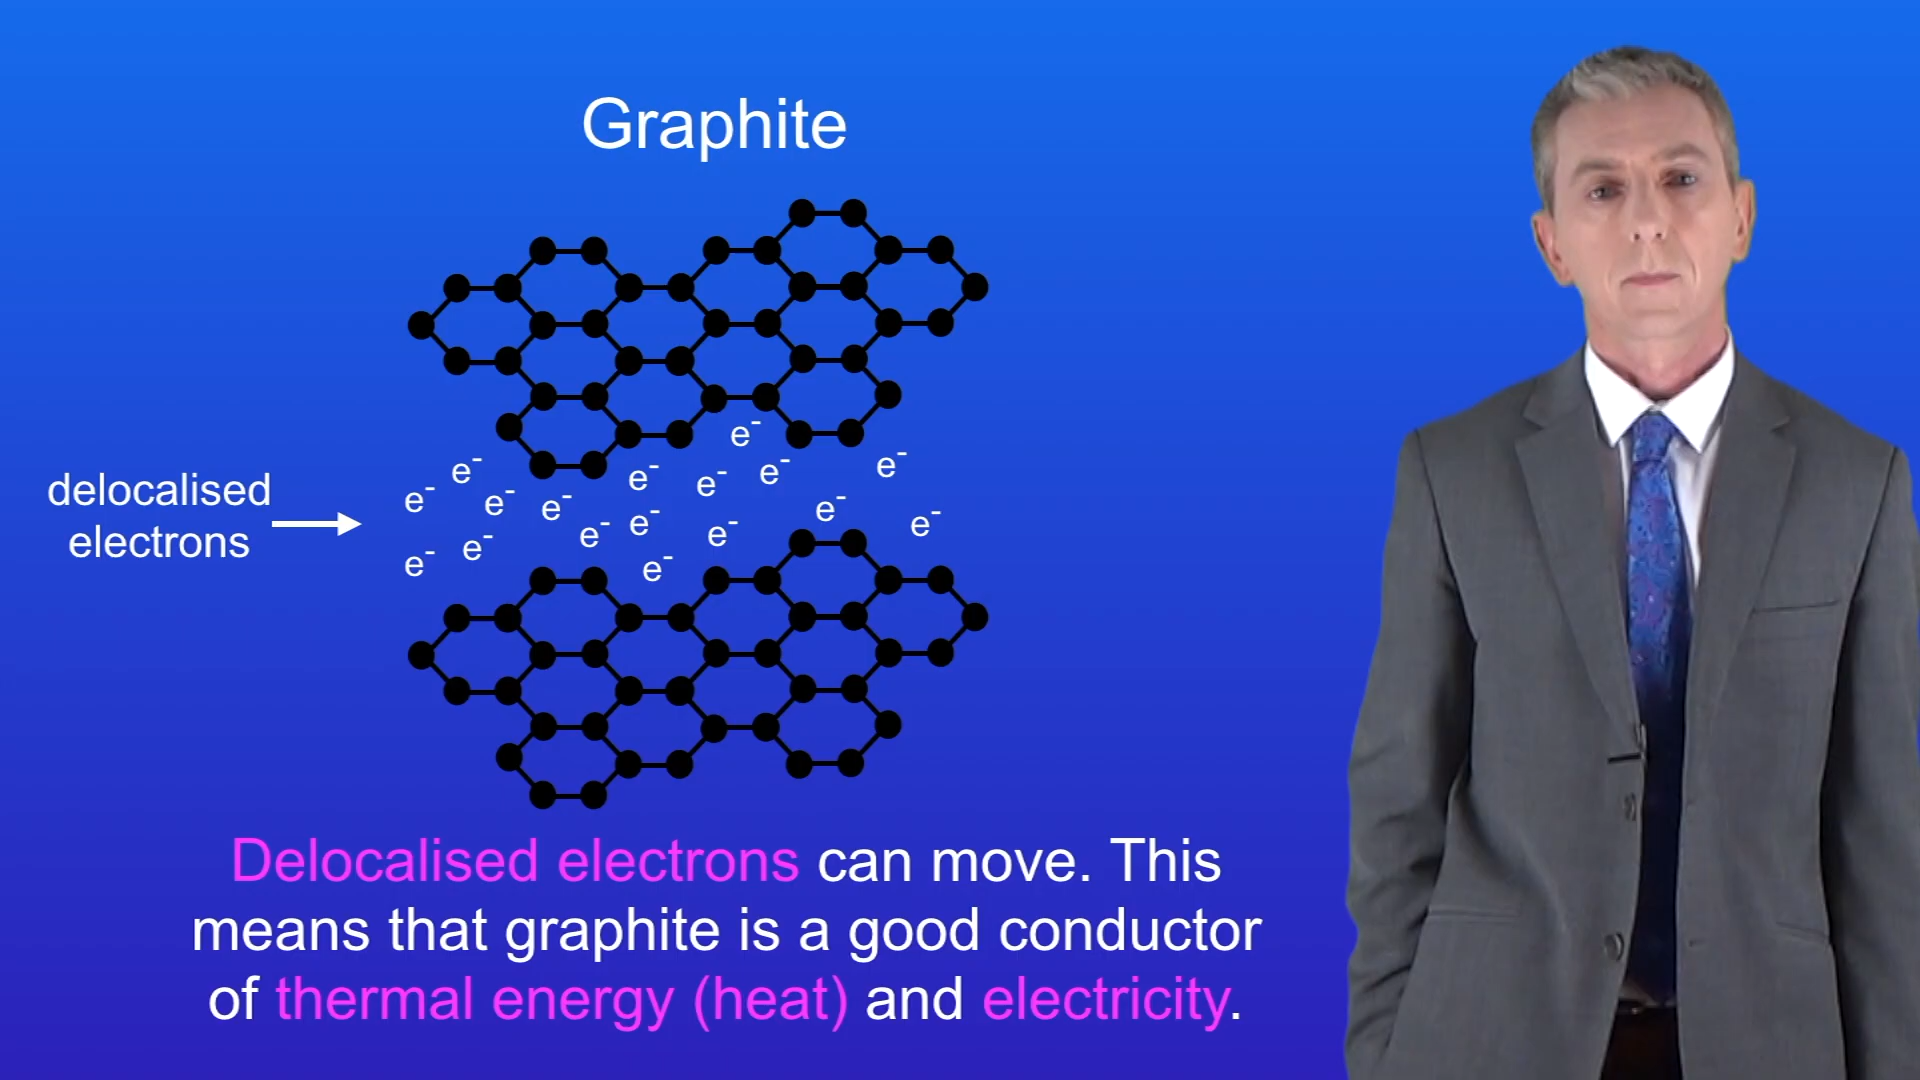 Graphite
delocalised
electrons
e- e- e- e- e- e- e- e- e- e- e- e- e- e- e- e- e- e-
Delocalised electrons can move. This
means that graphite is a good conductor
of thermal energy (heat) and electricity.